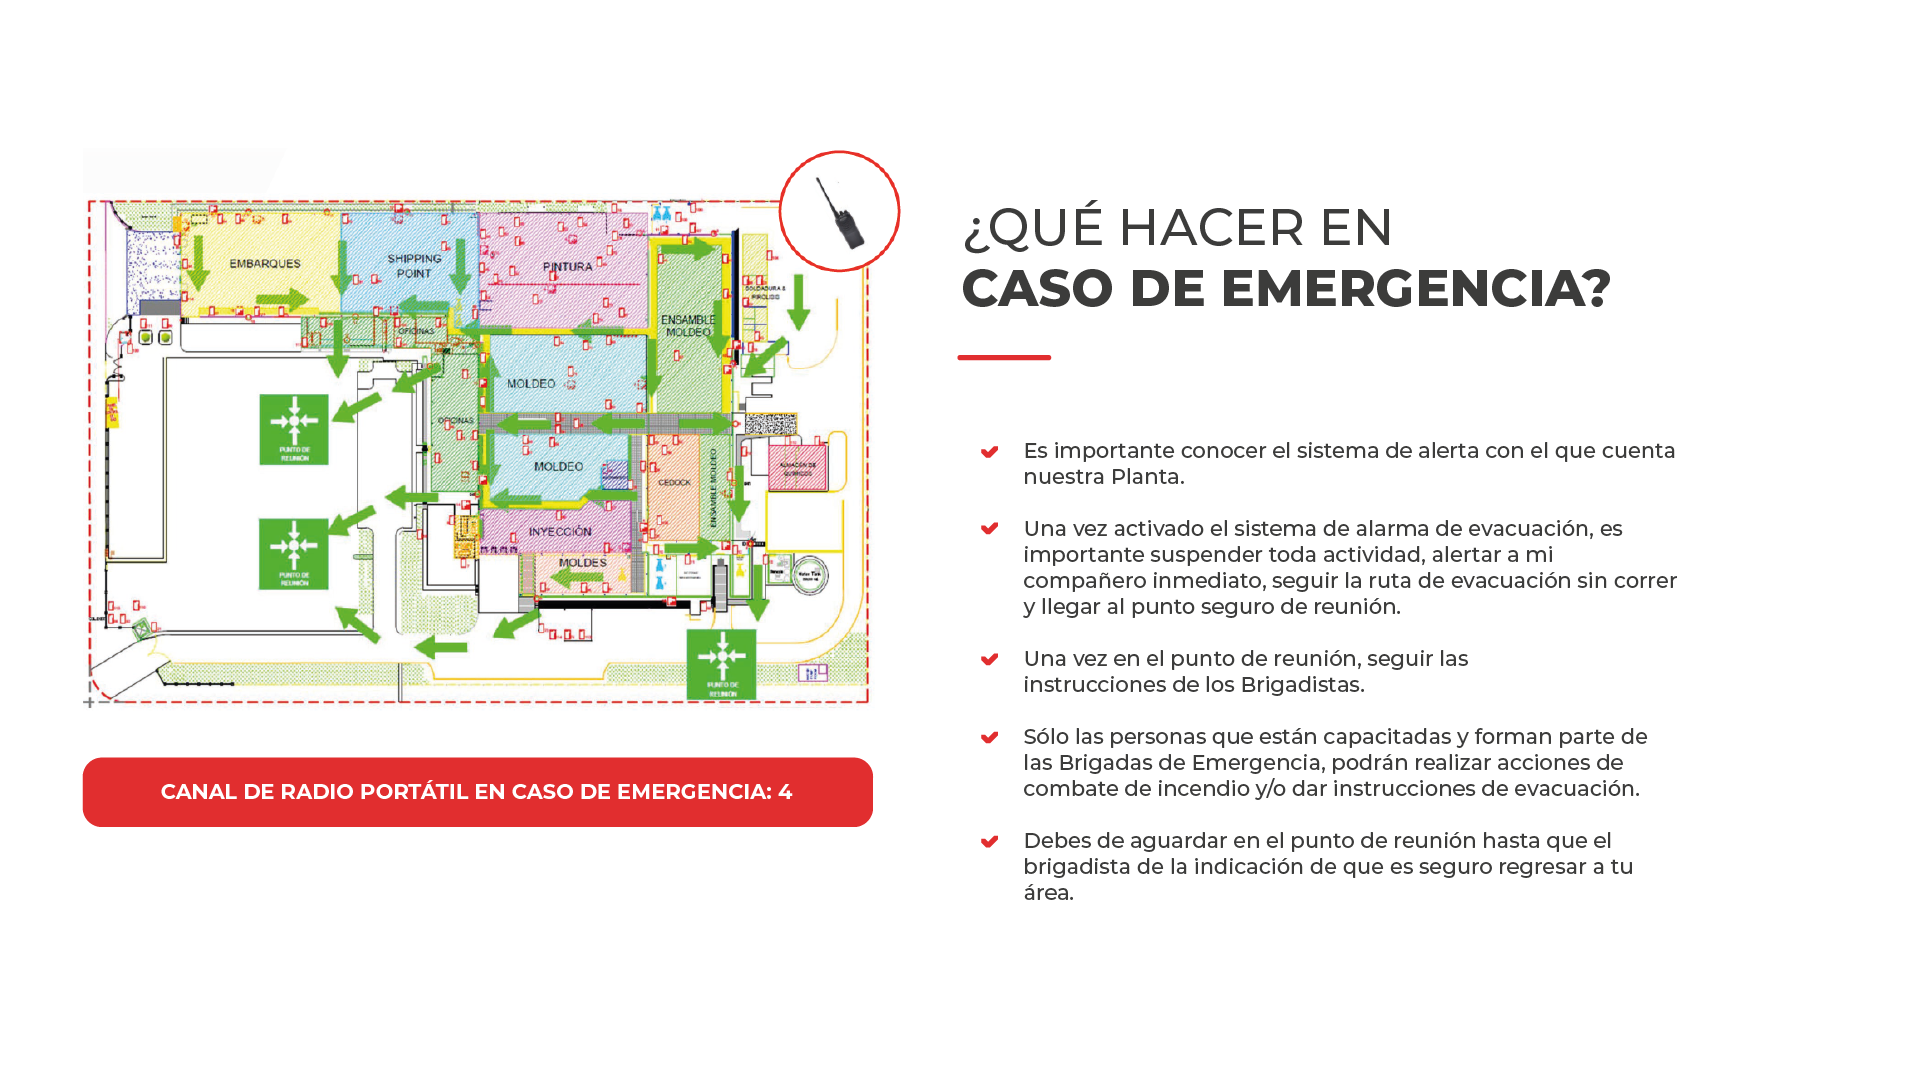 EMBARQUES
SHIPPING
POINT
PINTURA
SOLDADURA &
ENSAMBLE
MOLDEO
OFICINAS
MOLDEO
OFICINAS
MOLDEO
CEDOCK
ENSAMBLE MOLDEO
ALMACÉN DE
QUÍMICOS
INYECCIÓN
MOLDES
PUNTO DE
REUNIÓN
PUNTO DE
REUNIÓN
PUNTO DE
REUNIÓN
CANAL DE RADIO PORTÁTIL EN CASO DE EMERGENCIA: 4
¿QUÉ HACER EN
CASO DE EMERGENCIA?
Es importante conocer el sistema de alerta con el que cuenta
nuestra Planta.
Una vez activado el sistema de alarma de evacuación, es
importante suspender toda actividad, alertar a mi
compañero inmediato, seguir la ruta de evacuación sin correr
y llegar al punto seguro de reunión.
Una vez en el punto de reunión, seguir las
instrucciones de los Brigadistas.
Sólo las personas que están capacitadas y forman parte de
las Brigadas de Emergencia, podrán realizar acciones de
combate de incendio y/o dar instrucciones de evacuación.
Debes de aguardar en el punto de reunión hasta que el
brigadista de la indicación de que es seguro regresar a tu
área.